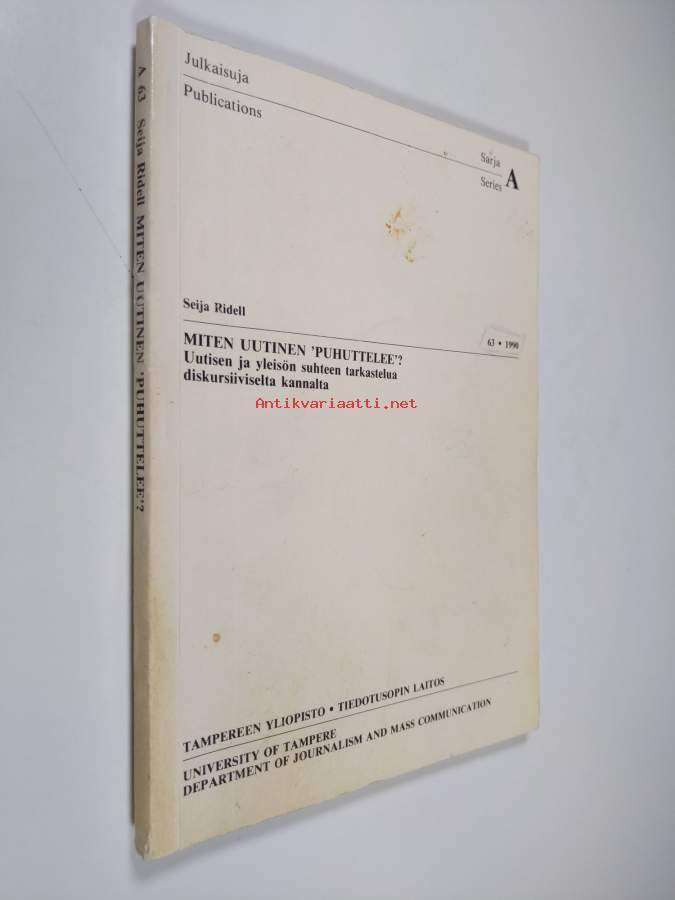 A 63 Seija Ridell MITEN UUTINEN 'PUHUTTELEE'?
Julkaisuja
Publications
Sarja
Series
A
Seija Ridell
63 • 1990
MITEN UUTINEN 'PUHUTTELEE'?
Uutisen ja yleisön suhteen tarkastelua
diskursiiviselta kannalta
Antikvariaatti.net
TAMPEREEN YLIOPISTO • TIEDOTUSOPIN LAITOS
UNIVERSITY OF TAMPERE
DEPARTMENT OF JOURNALISM AND MASS COMMUNICATION